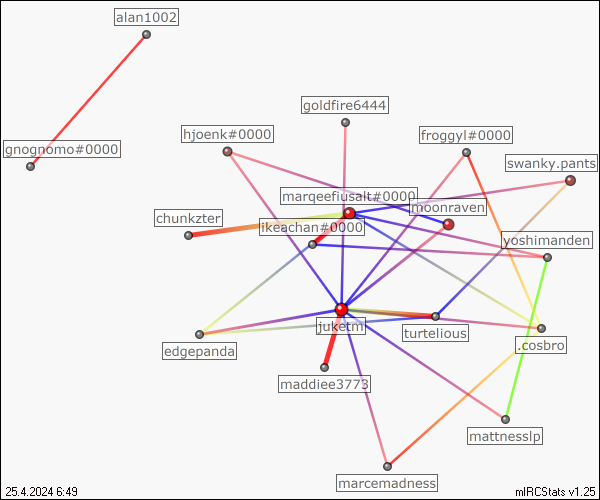 alan1002
goldfire6444
hjoenk#0000
froggyl#0000
gnognomo#0000
swanky.pants
marqeefiusalt#0000
moonraven
chunkzter
ikeachan#0000
yoshimanden
juketm
turtelious
.cosbro
edgepanda
maddiee3773
mattnesslp
marcemadness
25.4.2024 6:49
mIRCStats v1.25